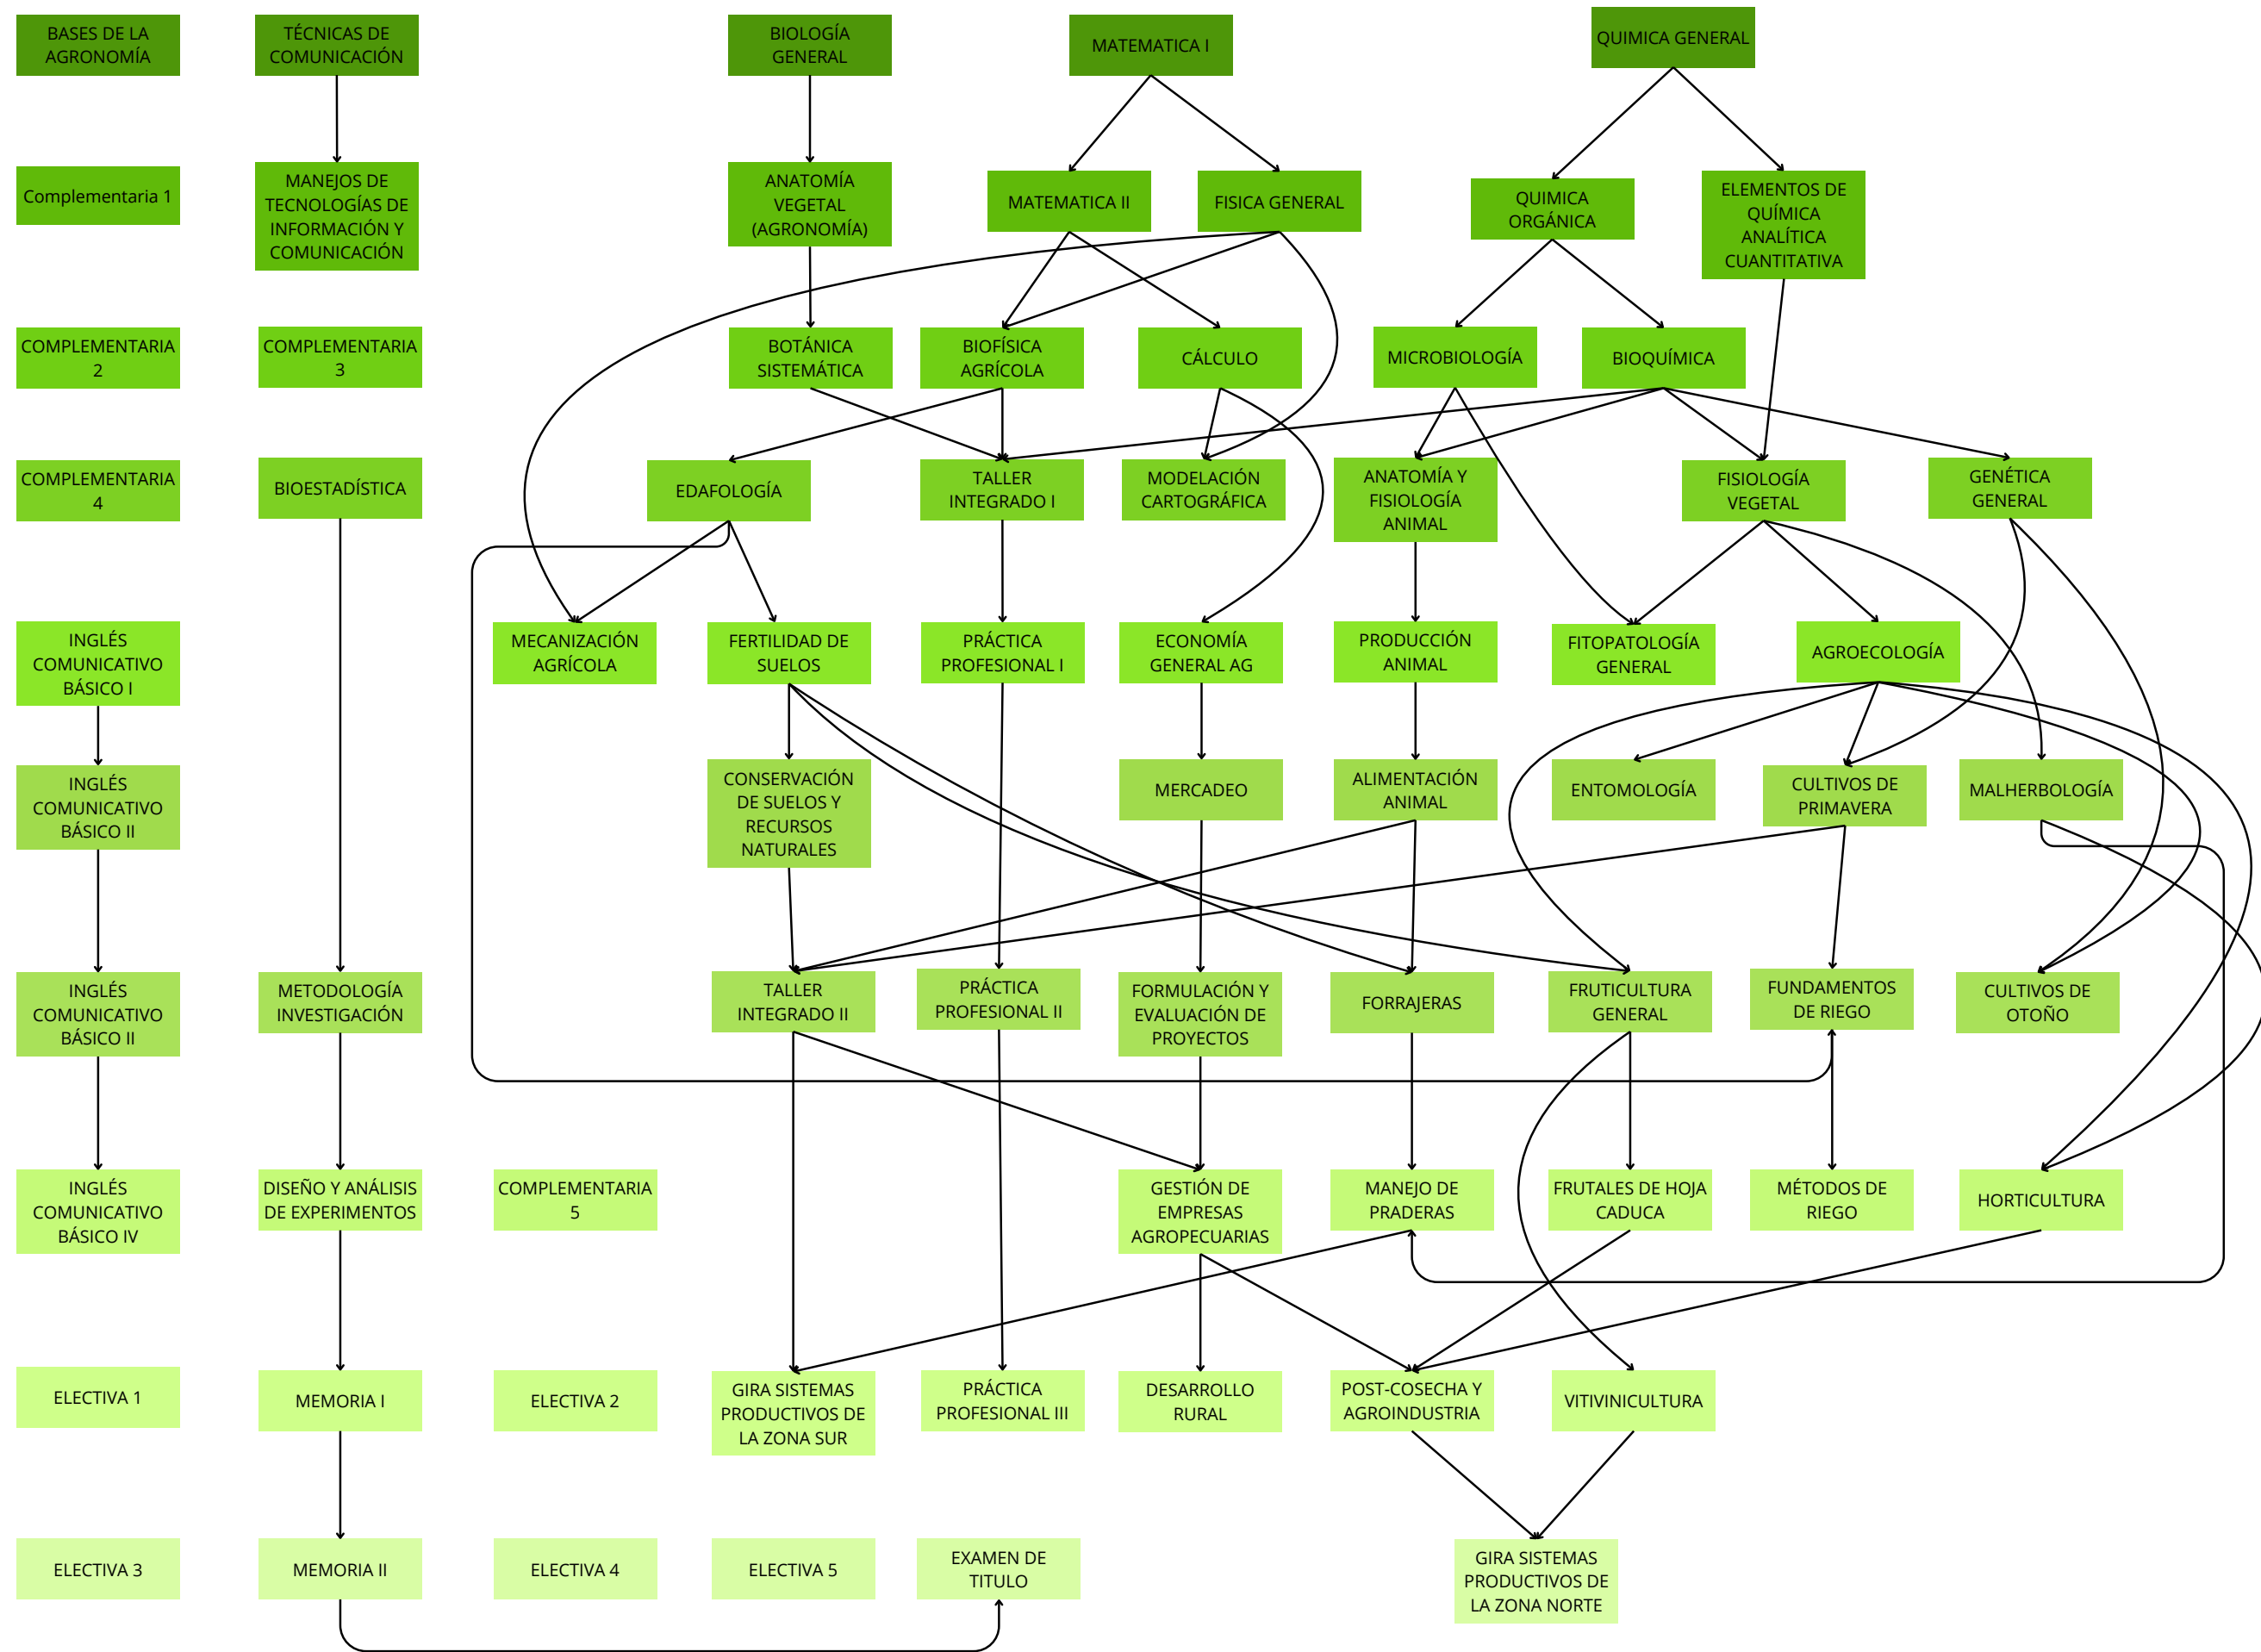 BASES DE LA
AGRONOMÍA
TÉCNICAS DE
COMUNICACIÓN
BIOLOGÍA
GENERAL
MATEMATICA I
QUIMICA GENERAL
Complementaria 1
MANEJOS DE
TECNOLOGÍAS DE
INFORMACIÓN Y
COMUNICACIÓN
ANATOMÍA
VEGETAL
(AGRONOMÍA)
MATEMATICA II
FISICA GENERAL
QUIMICA
ORGÁNICA
ELEMENTOS DE
QUÍMICA
ANALÍTICA
CUANTITATIVA
COMPLEMENTARIA
2
COMPLEMENTARIA
3
BOTÁNICA
SISTEMÁTICA
BIOFÍSICA
AGRÍCOLA
CÁLCULO
MICROBIOLOGÍA
BIOQUÍMICA
COMPLEMENTARIA
4
BIOESTADÍSTICA
EDAFOLOGÍA
TALLER
INTEGRADO I
MODELACIÓN
CARTOGRÁFICA
ANATOMÍA Y
FISIOLOGÍA
ANIMAL
FISIOLOGÍA
VEGETAL
GENÉTICA
GENERAL
INGLÉS
COMUNICATIVO
BÁSICO I
MECANIZACIÓN
AGRÍCOLA
FERTILIDAD DE
SUELOS
PRÁCTICA
PROFESIONAL I
ECONOMÍA
GENERAL AG
PRODUCCIÓN
ANIMAL
FITOPATOLOGÍA
GENERAL
AGROECOLOGÍA
INGLÉS
COMUNICATIVO
BÁSICO II
CONSERVACIÓN
DE SUELOS Y
RECURSOS
NATURALES
MERCADEO
ALIMENTACIÓN
ANIMAL
ENTOMOLOGÍA
CULTIVOS DE
PRIMAVERA
MALHERBOLOGÍA
INGLÉS
COMUNICATIVO
BÁSICO II
METODOLOGÍA
INVESTIGACIÓN
TALLER
INTEGRADO II
PRÁCTICA
PROFESIONAL II
FORMULACIÓN Y
EVALUACIÓN DE
PROYECTOS
FORRAJERAS
FRUTICULTURA
GENERAL
FUNDAMENTOS
DE RIEGO
CULTIVOS DE
OTOÑO
INGLÉS
COMUNICATIVO
BÁSICO IV
DISEÑO Y ANÁLISIS
DE EXPERIMENTOS
COMPLEMENTARIA
5
GESTIÓN DE
EMPRESAS
AGROPECUARIAS
MANEJO DE
PRADERAS
FRUTALES DE HOJA
CADUCA
MÉTODOS DE
RIEGO
HORTICULTURA
ELECTIVA 1
MEMORIA I
ELECTIVA 2
GIRA SISTEMAS
PRODUCTIVOS DE
LA ZONA SUR
PRÁCTICA
PROFESIONAL III
DESARROLLO
RURAL
POST-COSECHA Y
AGROINDUSTRIA
VITIVINICULTURA
ELECTIVA 3
MEMORIA II
ELECTIVA 4
ELECTIVA 5
EXAMEN DE
TITULO
GIRA SISTEMAS
PRODUCTIVOS DE
LA ZONA NORTE